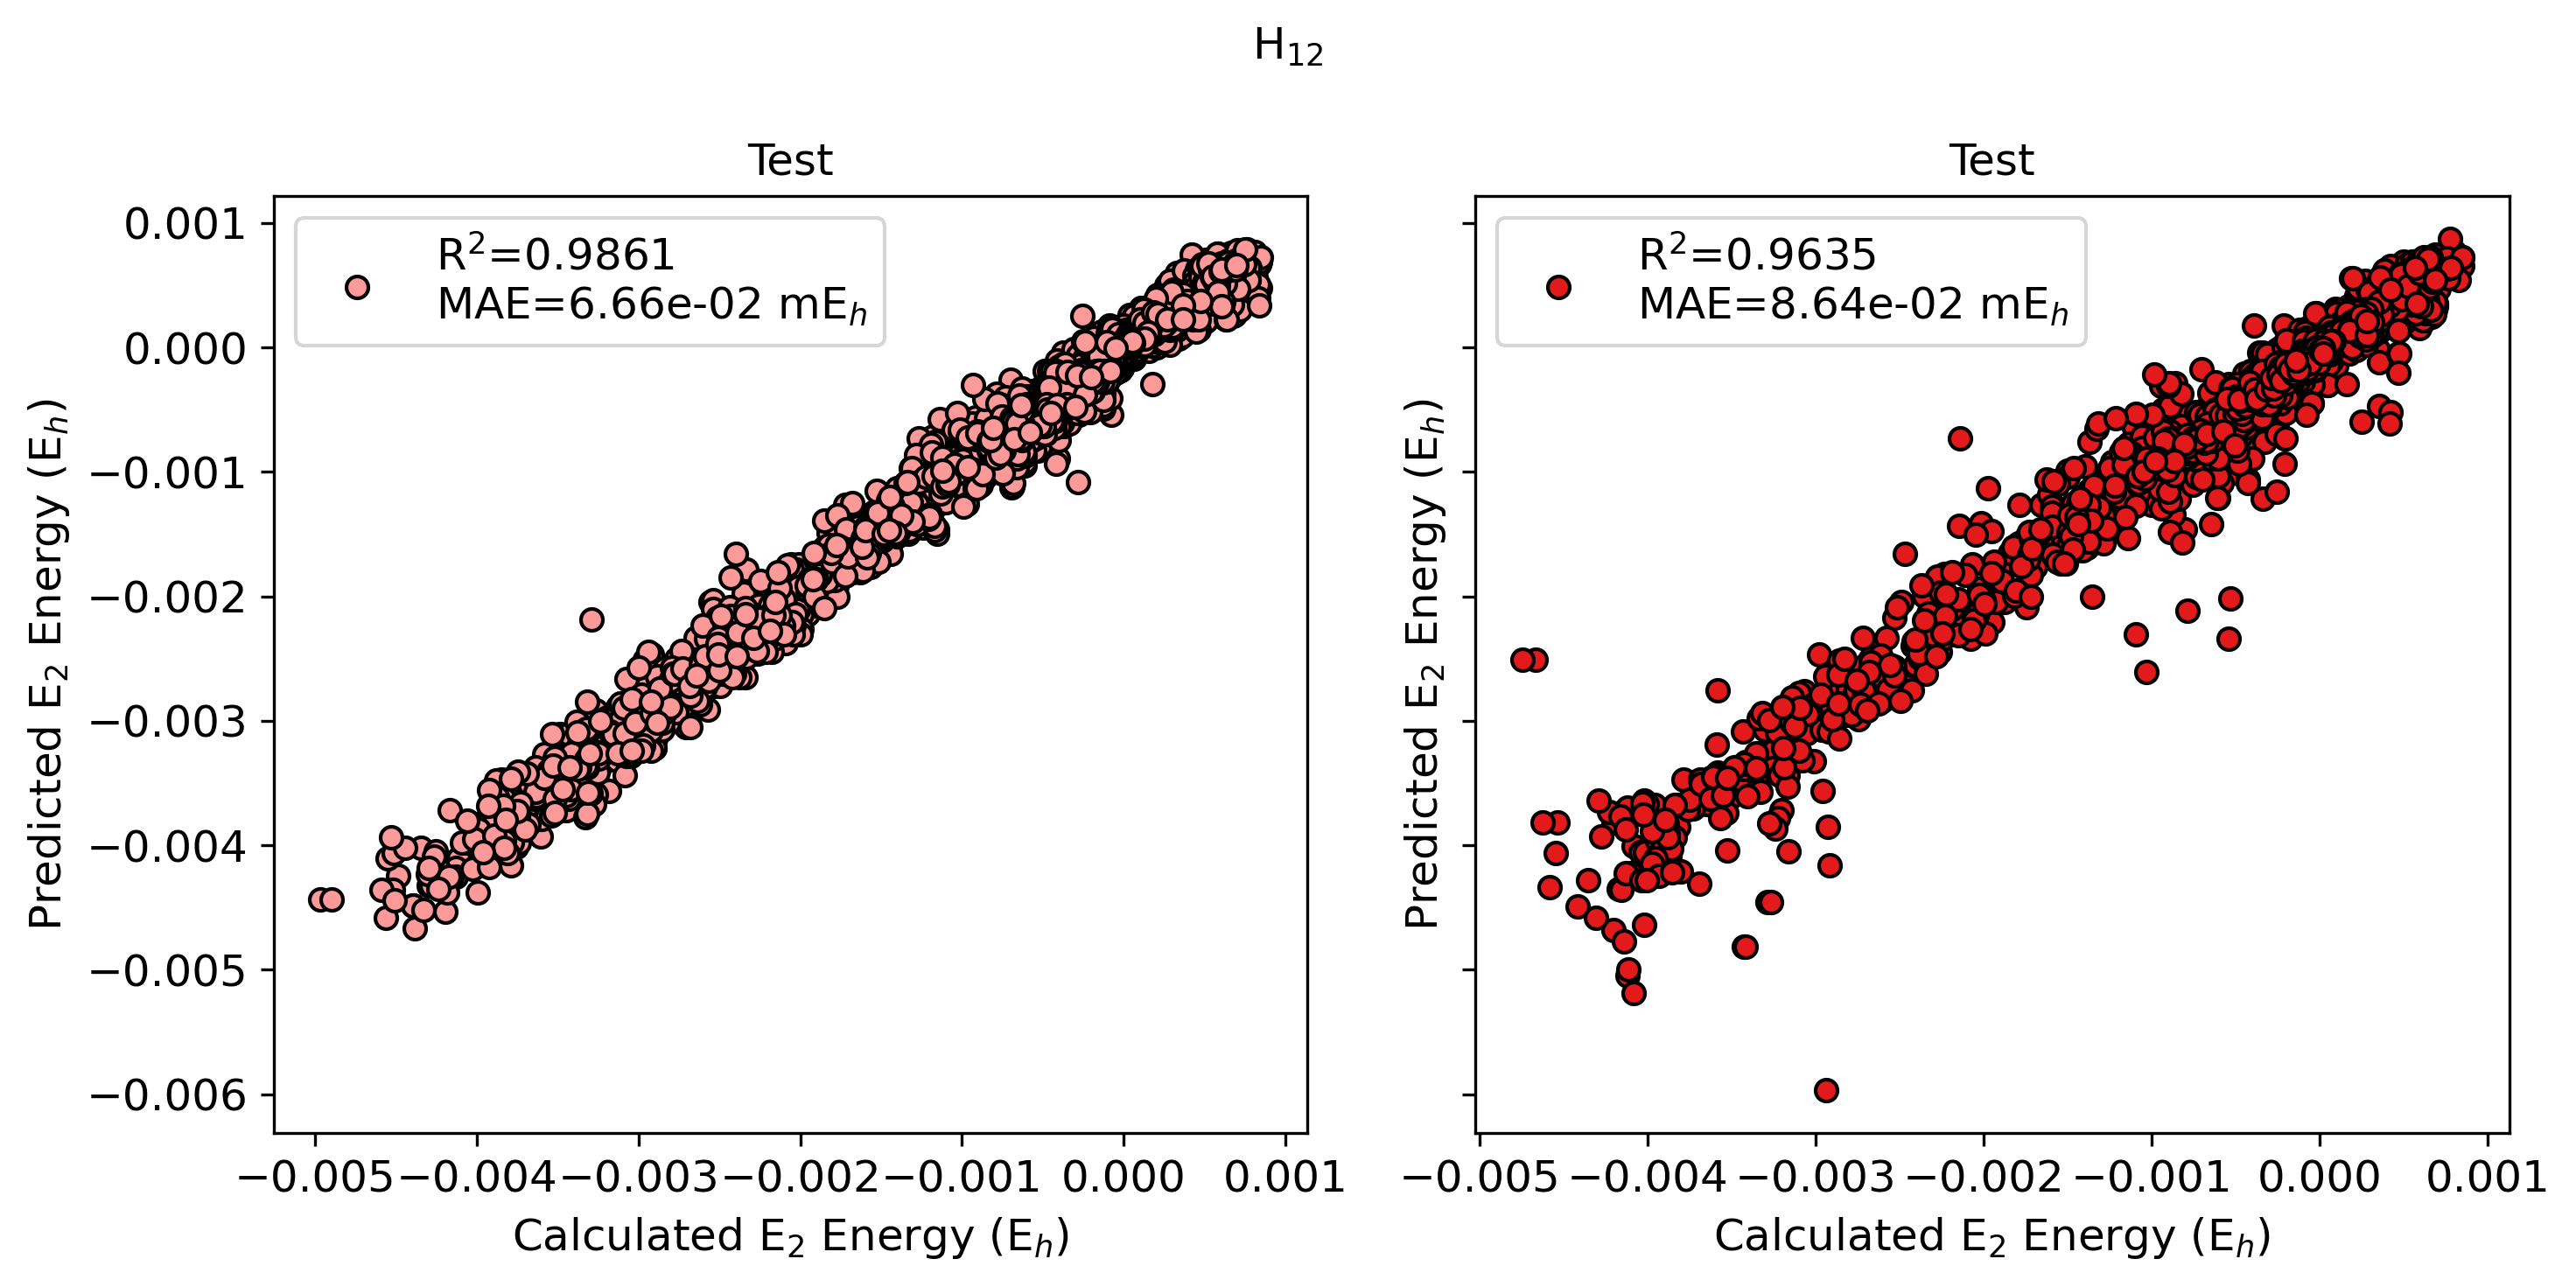 H₁₂
Test
R²=0.9861
MAE=6.66e-02 mEₕ
0.001
0.000
−0.001
−0.002
−0.003
−0.004
−0.005
−0.006
Predicted E₂ Energy (Eₕ)
−0.005 −0.004 −0.003 −0.002 −0.001 0.000 0.001
Calculated E₂ Energy (Eₕ)
Test
R²=0.9635
MAE=8.64e-02 mEₕ
Predicted E₂ Energy (Eₕ)
−0.005 −0.004 −0.003 −0.002 −0.001 0.000 0.001
Calculated E₂ Energy (Eₕ)